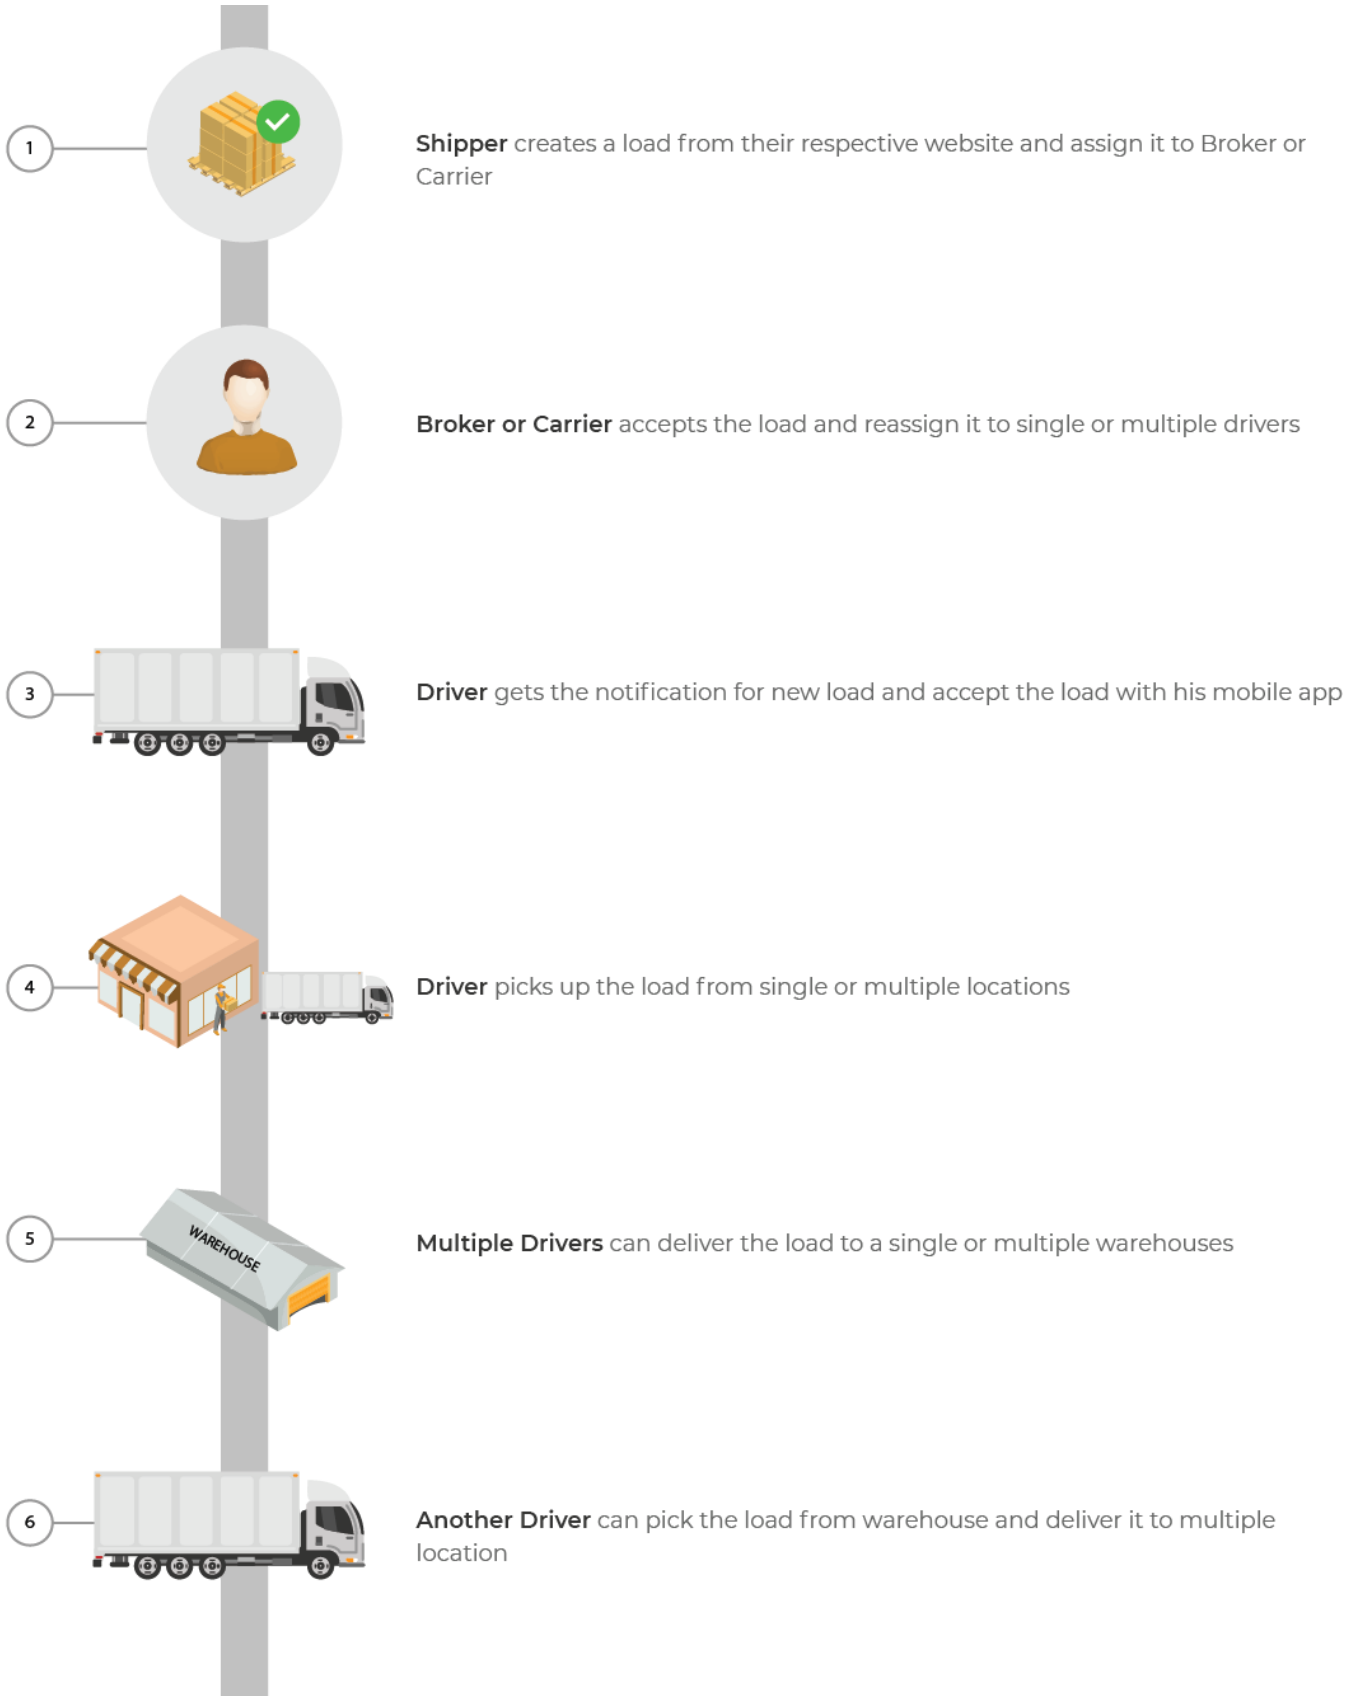 1
Shipper creates a load from their respective website and assign it to Broker or
Carrier
2
Broker or Carrier accepts the load and reassign it to single or multiple drivers
3
Driver gets the notification for new load and accept the load with his mobile app
4
Driver picks up the load from single or multiple locations
5
WAREHOUSE
Multiple Drivers can deliver the load to a single or multiple warehouses
6
Another Driver can pick the load from warehouse and deliver it to multiple
location